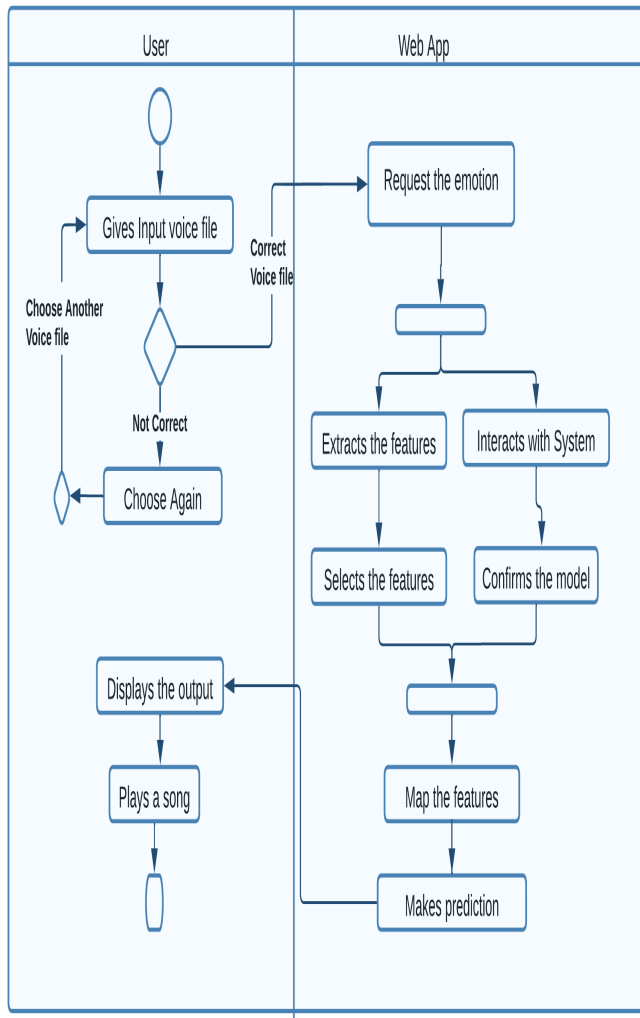 User
Web App
Request the emotion
Gives Input voice file
Correct
Voice file
Choose Another
Voice file
Not Correct
Extracts the features
Interacts with System
Choose Again
Selects the features
Confirms the model
Displays the output
Plays a song
Map the features
Makes prediction